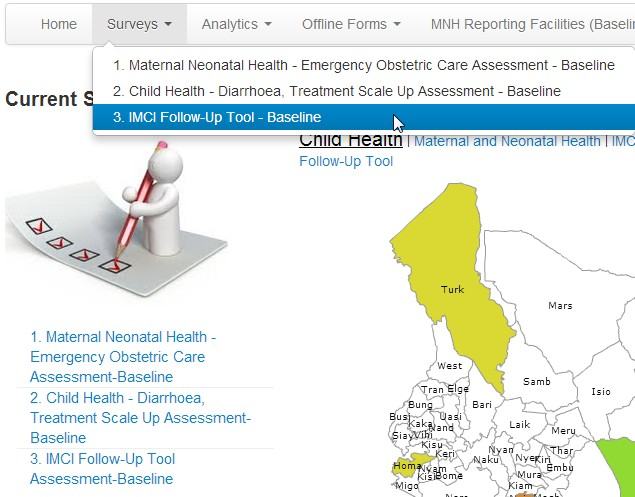 Home Surveys Analytics Offline Forms MNH Reporting Facilities (Baselin
1. Maternal Neonatal Health - Emergency Obstetric Care Assessment - Baseline
2. Child Health - Diarrhoea, Treatment Scale Up Assessment - Baseline
3. IMCI Follow-Up Tool - Baseline
Current S
Child Health | Maternal and Neonatal Health | IMC
Follow-Up Tool
1. Maternal Neonatal Health -
Emergency Obstetric Care
Assessment-Baseline
2. Child Health - Diarrhoea,
Treatment Scale Up Assessment-
Baseline
3. IMCI Follow-Up Tool
Assessment-Baseline
Turk
Mars
West
Samb
Isio
Tran Elge
Bung
Bari
Busi
Kaka
Uasi
Nand
Laik
Meru
Siay
Vihi
Kisu
Keri
Nyan
Thar
Homa
Nyam
Naku
Nye
Kiri
Embu
Kisi
Bome
Migo
Mura
Kiam